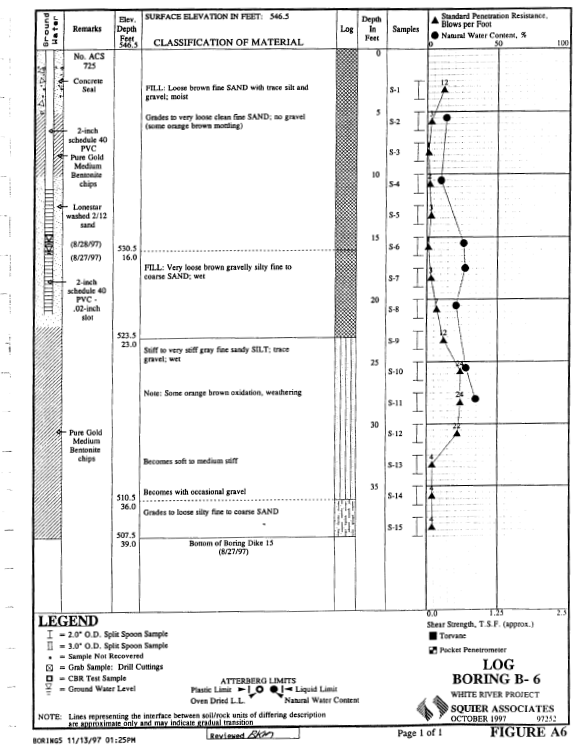 Ground
Water
Remarks
Elev.
Depth
Feet
546.5
SURFACE ELEVATION IN FEET: 546.5
CLASSIFICATION OF MATERIAL
Log
Depth
In
Feet
Samples
Standard Penetration Resistance,
Blows per Foot
Natural Water Content, %
0 50 100
No. ACS
725
Concrete
Seal
2-inch
schedule 40
PVC
Pure Gold
Medium
Bentonite
chips
Lonestar
washed 2/12
sand
(8/28/97)
(8/27/97)
2-inch
schedule 40
PVC -
.02-inch
slot
Pure Gold
Medium
Bentonite
chips
530.5
16.0
523.5
23.0
510.5
36.0
507.5
39.0
FILL: Loose brown fine SAND with trace silt and
gravel; moist
Grades to very loose clean fine SAND; no gravel
(some orange brown mottling)
FILL: Very loose brown gravelly silty fine to
coarse SAND; wet
Stiff to very stiff gray fine sandy SILT; trace
gravel; wet
Note: Some orange brown oxidation, weathering
Becomes soft to medium stiff
Becomes with occasional gravel
Grades to loose silty fine to coarse SAND
Bottom of Boring Dike 15
(8/27/97)
0
5
10
15
20
25
30
35
S-1
S-2
S-3
S-4
S-5
S-6
S-7
S-8
S-9
S-10
S-11
S-12
S-13
S-14
S-15
12
3
3
7
12
24
24
22
4
4
4
0.0 1.25 2.5
Shear Strength, T.S.F. (approx.)
Torvane
Pocket Penetrometer
LEGEND
= 2.0" O.D. Split Spoon Sample
= 3.0" O.D. Split Spoon Sample
* = Sample Not Recovered
= Grab Sample: Drill Cuttings
= CBR Test Sample
= Ground Water Level
ATTERBERG LIMITS
Plastic Limit Liquid Limit
Oven Dried L.L. Natural Water Content
NOTE: Lines representing the interface between soil/rock units of differing description
are approximate only and may indicate gradual transition
LOG
BORING B- 6
WHITE RIVER PROJECT
SQUIER ASSOCIATES
OCTOBER 1997 97252
BORING5 11/13/97 01:25PM
Reviewed
Page 1 of 1
FIGURE A6